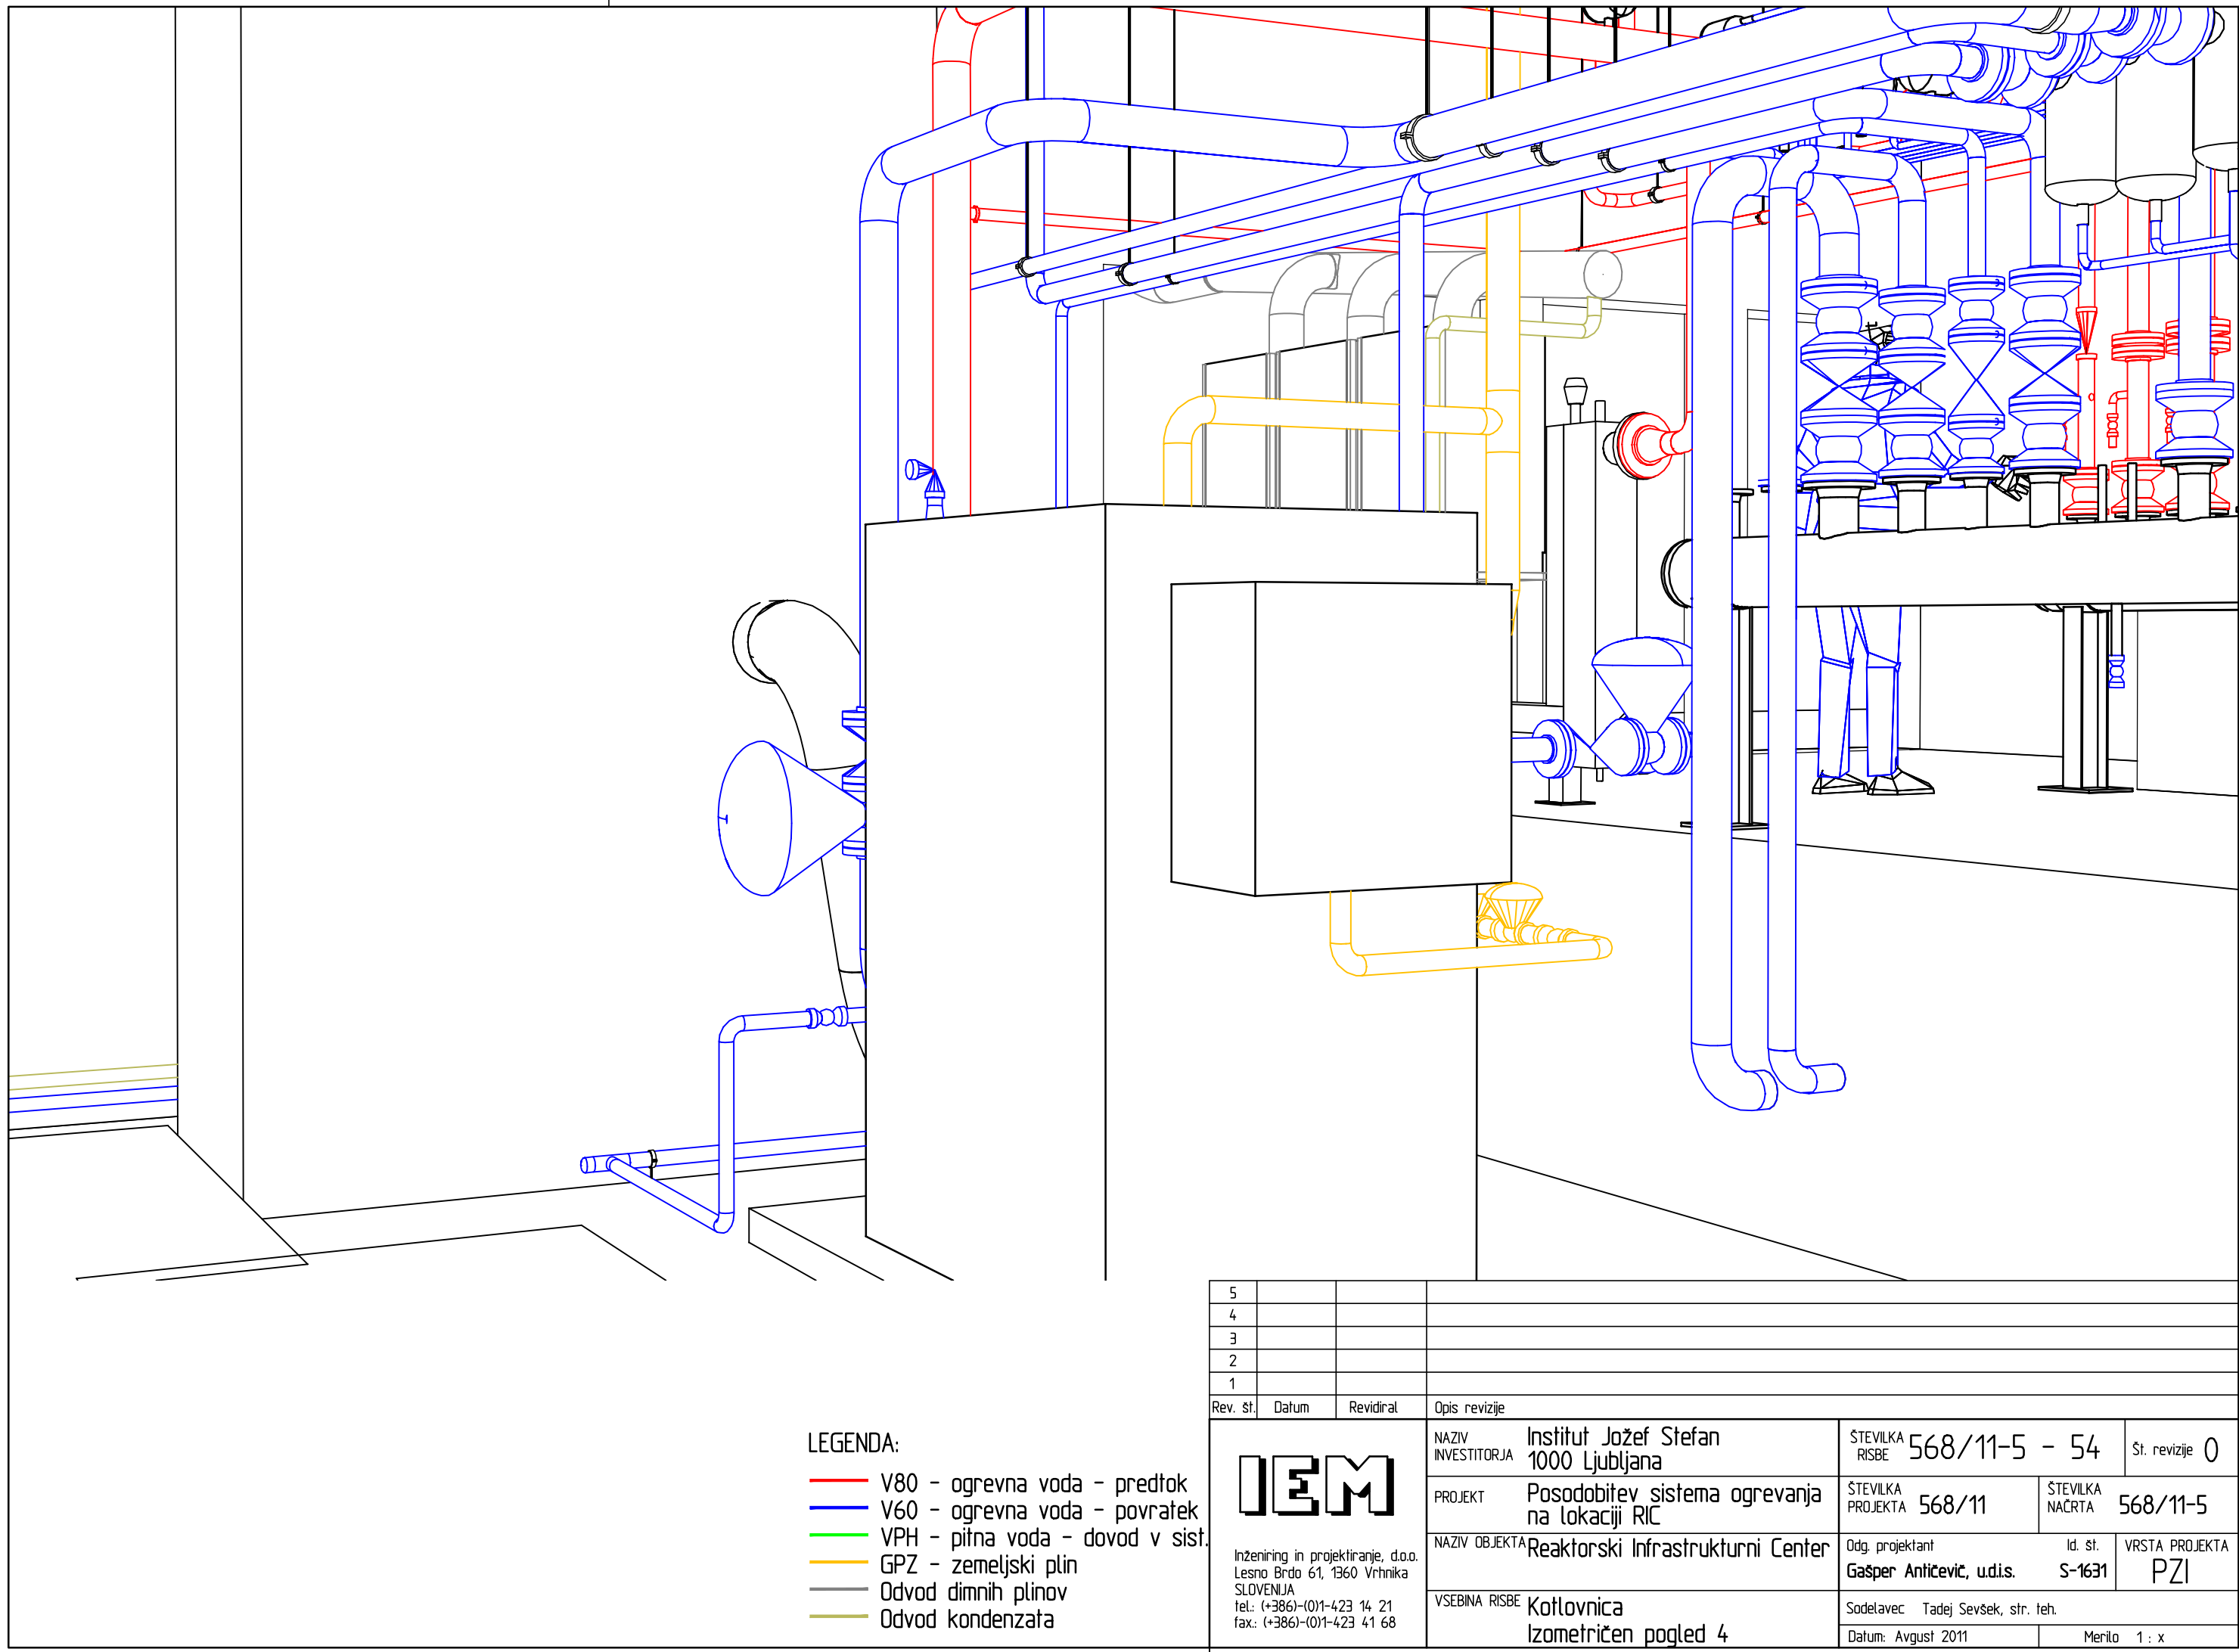 5
4
3
2
1
Rev. št. Datum Revidiral Opis revizije
LEGENDA:
V80 - ogrevna voda - predtok
V60 - ogrevna voda - povratek
VPH - pitna voda - dovod v sist.
GPZ - zemeljski plin
Odvod dimnih plinov
Odvod kondenzata
IEM
Inženiring in projektiranje, d.o.o.
Lesno Brdo 61, 1360 Vrhnika
SLOVENIJA
tel.: (+386)-(0)1-423 14 21
fax.: (+386)-(0)1-423 41 68
NAZIV INVESTITORJA
Institut Jožef Stefan
1000 Ljubljana
PROJEKT
Posodobitev sistema ogrevanja
na lokaciji RIC
NAZIV OBJEKTA Reaktorski Infrastrukturni Center
VSEBINA RISBE
Kotlovnica
Izometričen pogled 4
ŠTEVILKA RISBE 568/11-5 - 54
Št. revizije 0
ŠTEVILKA PROJEKTA 568/11
ŠTEVILKA NAČRTA 568/11-5
Odg. projektant Id. št.
Gašper Antičevič, u.d.i.s. S-1631
VRSTA PROJEKTA
PZI
Sodelavec Tadej Sevšek, str. teh.
Datum: Avgust 2011 Merilo 1 : x